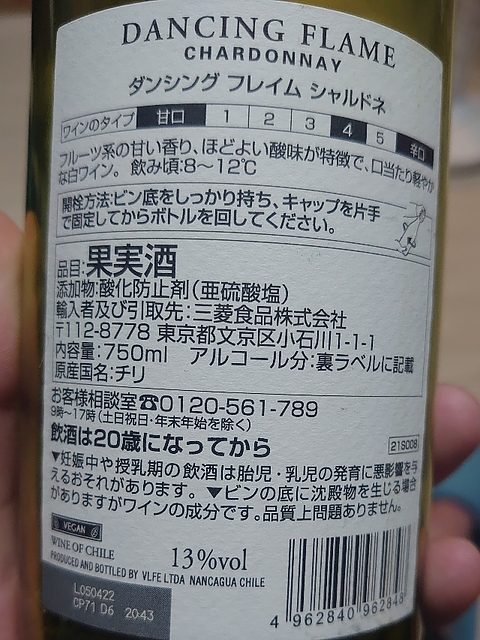 DANCING FLAME
CHARDONNAY
ダンシング フレイム シャルドネ
ワインのタイプ 甘口 1 2 3 4 5 辛口
フルーツ系の甘い香り、ほどよい酸味が特徴で、口当たり軽やか
な白ワイン。 飲み頃:8～12℃
開栓方法:ビン底をしっかり持ち、キャップを片手
で固定してからボトルを回してください。
品目:果実酒
添加物:酸化防止剤(亜硫酸塩)
輸入者及び引取先:三菱食品株式会社
〒112-8778 東京都文京区小石川1-1-1
内容量:750ml アルコール分:裏ラベルに記載
原産国名:チリ
お客様相談室☎0120-561-789
9時～17時(土日祝日・年末年始を除く)
飲酒は20歳になってから
21S008
▼妊娠中や授乳期の飲酒は胎児・乳児の発育に悪影響を与
えるおそれがあります。▼ビンの底に沈殿物を生じる場合
がありますがワインの成分です。品質上問題ありません。
VEGAN
WINE OF CHILE
PRODUCED AND BOTTLED BY VLFE LTDA NANCAGUA CHILE
13%vol
L050422
CP71 D6 20:43
4 962840 962848